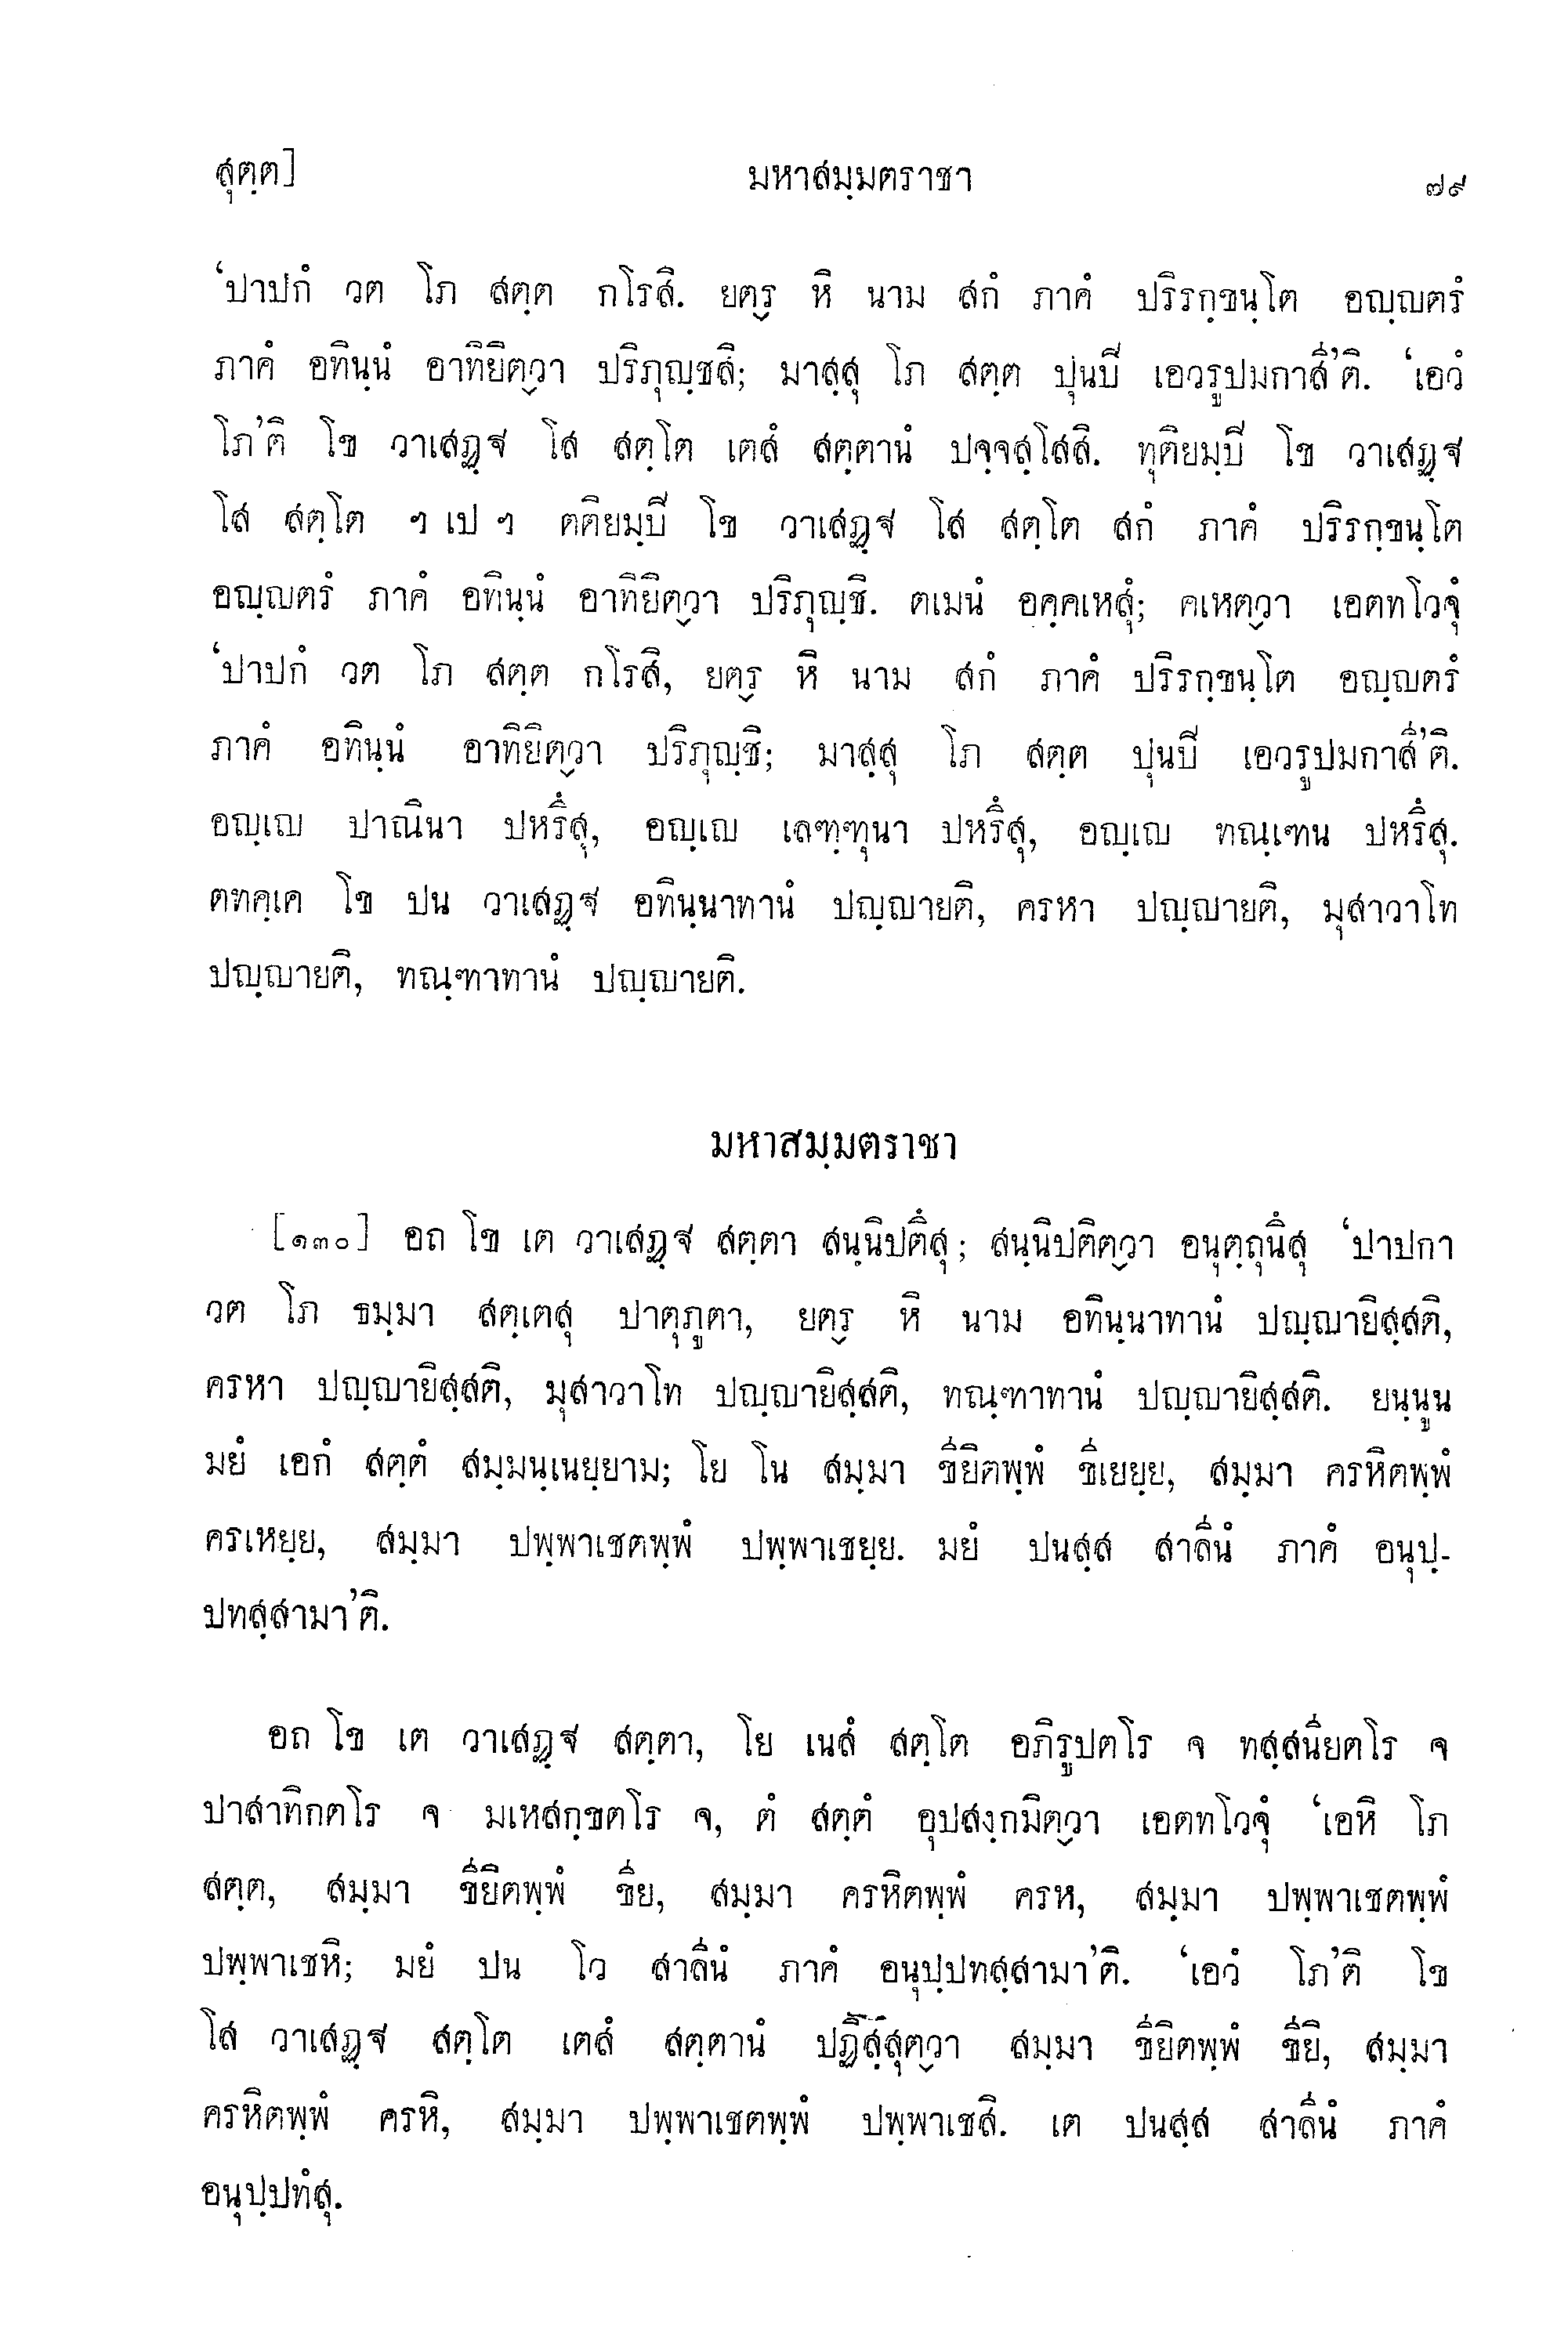 สุตฺต]
มหาสมฺมตราชา
๗๙
‘ปาปกํ วต โภ สตฺต กโรสิ. ยตฺร หิ นาม สกํ ภาคํ ปริรกฺขนฺโต อญฺญตรํ
ภาคํ อทินฺนํ อาทิยิตฺวา ปริภุญฺชสิ; มาสฺสุ โภ สตฺต ปุนปี เอวรูปมกาสี’ติ. ‘เอวํ
โภ’ติ โข วาเสฏฺฐ โส สตฺโต เตสํ สตฺตานํ ปจฺจสฺโสสิ. ทุติยมฺปี โข วาเสฏฺฐ
โส สตฺโต ฯ เป ฯ ตติยมฺปี โข วาเสฏฺฐ โส สตฺโต สกํ ภาคํ ปริรกฺขนฺโต
อญฺญตรํ ภาคํ อทินฺนํ อาทิยิตฺวา ปริภุญฺชิ. ตเมนํ อคฺคเหสุํ; คเหตฺวา เอตทโวจุํ
‘ปาปกํ วต โภ สตฺต กโรสิ, ยตฺร หิ นาม สกํ ภาคํ ปริรกฺขนฺโต อญฺญตรํ
ภาคํ อทินฺนํ อาทิยิตฺวา ปริภุญฺชิ; มาสฺสุ โภ สตฺต ปุนปี เอวรูปมกาสี’ติ.
อญฺเญ ปาณินา ปหรึสุ, อญฺเญ เลฑฺฑุนา ปหรึสุ, อญฺเญ ทณฺเฑน ปหรึสุ.
ตทคฺเค โข ปน วาเสฏฺฐ อทินฺนาทานํ ปญฺญายติ, ครหา ปญฺญายติ, มุสาวาโท
ปญฺญายติ, ทณฺฑาทานํ ปญฺญายติ.
มหาสมฺมตราชา
[๑๓๐] อถ โข เต วาเสฏฺฐ สตฺตา สนฺนิปตึสุ; สนฺนิปติตฺวา อนุตฺถุนึสุ ‘ปาปกา
วต โภ ธมฺมา สตฺเตสุ ปาตุภูตา, ยตฺร หิ นาม อทินฺนาทานํ ปญฺญายิสฺสติ,
ครหา ปญฺญายิสฺสติ, มุสาวาโท ปญฺญายิสฺสติ, ทณฺฑาทานํ ปญฺญายิสฺสติ. ยนฺนูน
มยํ เอกํ สตฺตํ สมฺมนฺเนยฺยาม; โย โน สมฺมา ขียิตพฺพํ ขีเยยฺย, สมฺมา ครหิตพฺพํ
ครเหยฺย, สมฺมา ปพฺพาเชตพฺพํ ปพฺพาเชยฺย. มยํ ปนสฺส สาลีนํ ภาคํ อนุปฺ-
ปทสฺสามา’ติ.
อถ โข เต วาเสฏฺฐ สตฺตา, โย เนสํ สตฺโต อภิรูปตโร จ ทสฺสนียตโร จ
ปาสาทิกตโร จ มเหสกฺขตโร จ, ตํ สตฺตํ อุปสงฺกมิตฺวา เอตทโวจุํ ‘เอหิ โภ
สตฺต, สมฺมา ขียิตพฺพํ ขีย, สมฺมา ครหิตพฺพํ ครห, สมฺมา ปพฺพาเชตพฺพํ
ปพฺพาเชหิ; มยํ ปน โว สาลีนํ ภาคํ อนุปฺปทสฺสามา’ติ. ‘เอวํ โภ’ติ โข
โส วาเสฏฺฐ สตฺโต เตสํ สตฺตานํ ปฏิสฺสุตฺวา สมฺมา ขียิตพฺพํ ขียิ, สมฺมา
ครหิตพฺพํ ครหิ, สมฺมา ปพฺพาเชตพฺพํ ปพฺพาเชสิ. เต ปนสฺส สาลีนํ ภาคํ
อนุปฺปทํสุ.